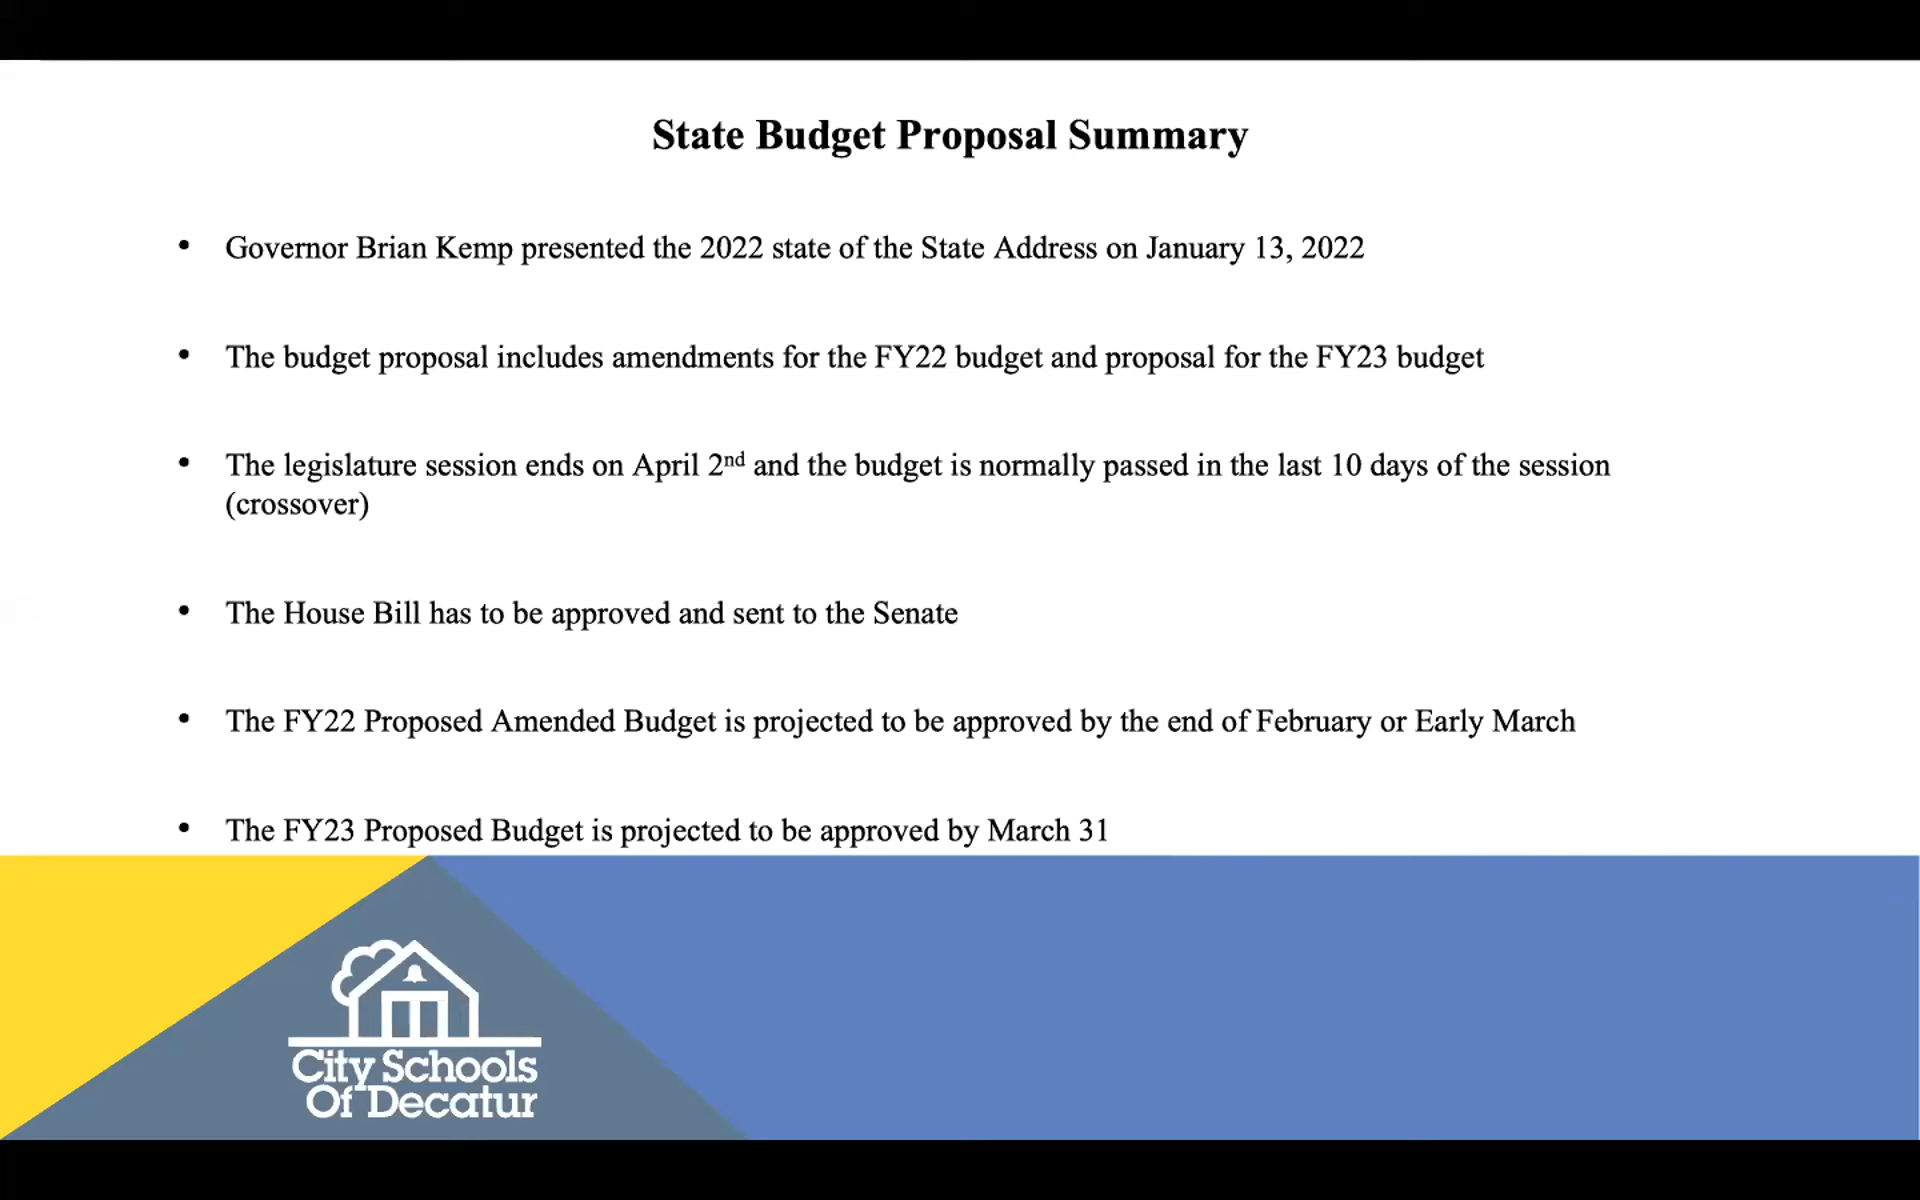 State Budget Proposal Summary
• Governor Brian Kemp presented the 2022 state of the State Address on January 13, 2022
• The budget proposal includes amendments for the FY22 budget and proposal for the FY23 budget
• The legislature session ends on April 2nd and the budget is normally passed in the last 10 days of the session
(crossover)
• The House Bill has to be approved and sent to the Senate
• The FY22 Proposed Amended Budget is projected to be approved by the end of February or Early March
• The FY23 Proposed Budget is projected to be approved by March 31
City Schools
Of Decatur